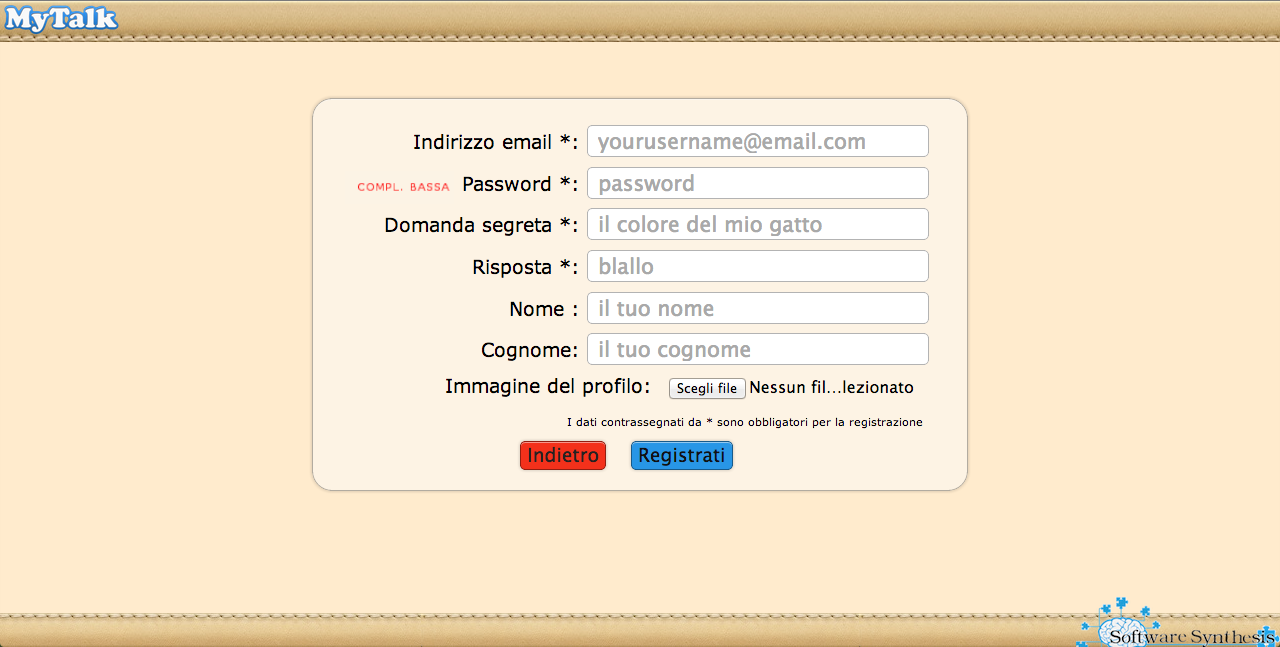 MyTalk
Indirizzo email *: yourusername@email.com
COMPL. BASSA Password *: password
Domanda segreta *: il colore del mio gatto
Risposta *: blallo
Nome : il tuo nome
Cognome: il tuo cognome
Immagine del profilo: Scegli file Nessun fil...lezionato
I dati contrassegnati da * sono obbligatori per la registrazione
Indietro Registrati
Software Synthesis